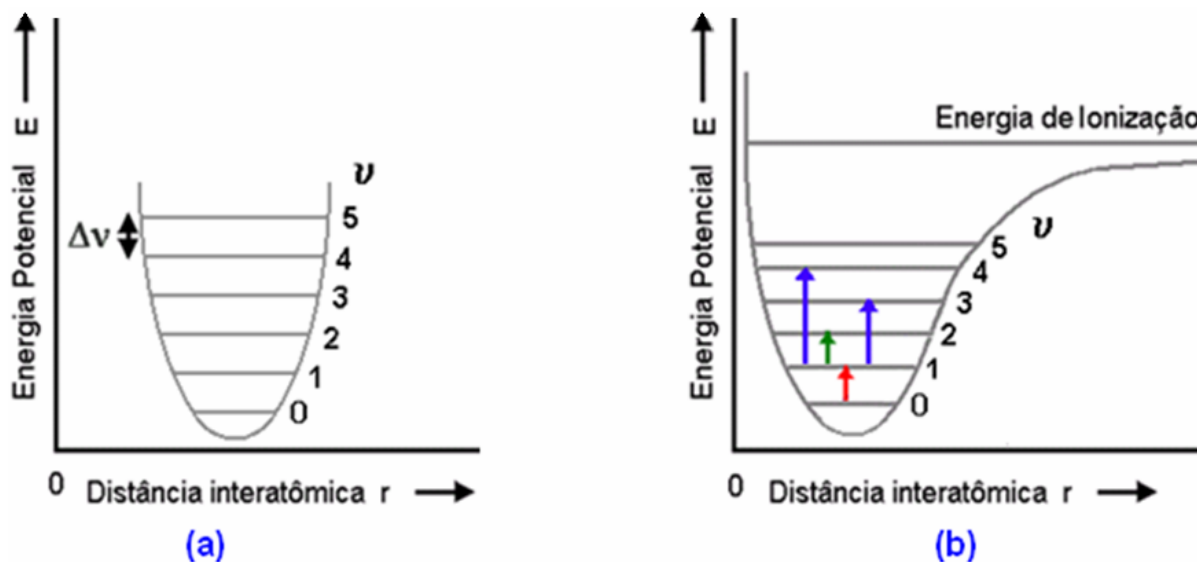 Energia Potencial E
Δν
υ
5
4
3
2
1
0
0
Distância interatômica r
(a)
Energia Potencial E
Energia de Ionização
υ
5
4
3
2
1
0
0
Distância interatômica r
(b)